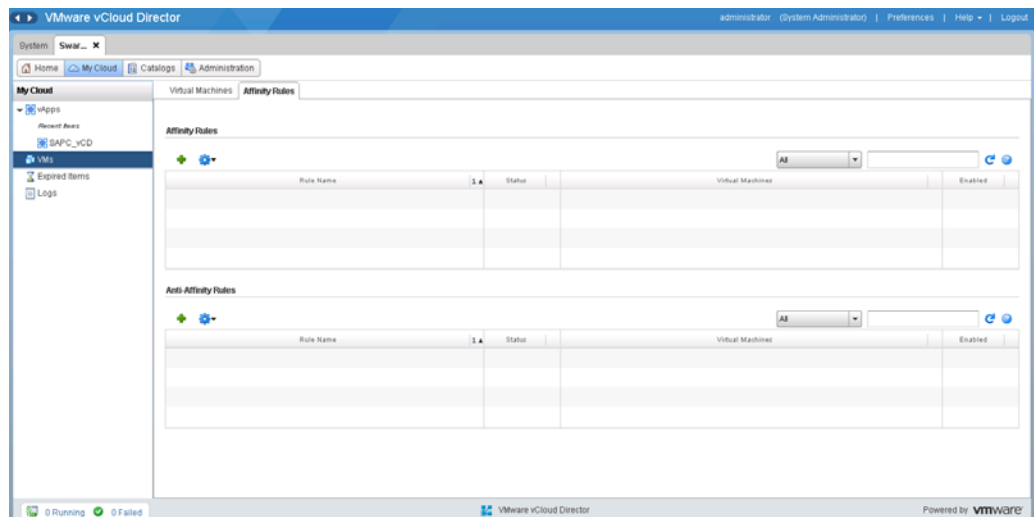 VMware vCloud Director administrator (System Administrator) | Preferences | Help | Logout
System Swar...
Home My Cloud Catalogs Administration
My Cloud Virtual Machines Affinity Rules
vApps
Recent Items
SAPC_vCD
VMs
Expired Items
Logs
Affinity Rules
All
Rule Name 1 Status Virtual Machines Enabled
Anti-Affinity Rules
All
Rule Name 1 Status Virtual Machines Enabled
0 Running 0 Failed VMware vCloud Director Powered by vmware